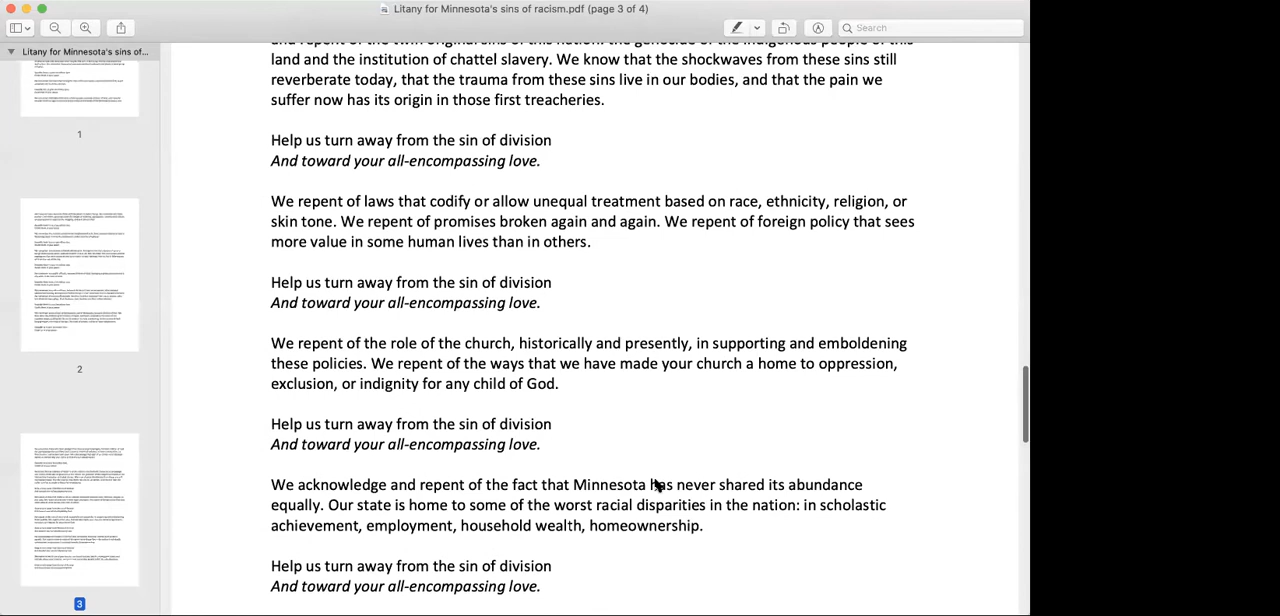 Litany for Minnesota's sins of racism.pdf (page 3 of 4)
Search
Litany for Minnesota's sins of...
1
2
3
land and the institution of chattel slavery. We know that the shockwaves from these sins still
reverberate today, that the trauma from the sins live in our bodies, and that the pain we
suffer now has its origin in those first treacheries.
Help us turn away from the sin of division
And toward your all-encompassing love.
We repent of laws that codify or allow unequal treatment based on race, ethnicity, religion, or
skin tone. We repent of promises broken again and again. We repent of foreign policy that sees
more value in some human lives than in others.
Help us turn away from the sin of division
And toward your all-encompassing love.
We repent of the role of the church, historically and presently, in supporting and emboldening
these policies. We repent of the ways that we have made your church a home to oppression,
exclusion, or indignity for any child of God.
Help us turn away from the sin of division
And toward your all-encompassing love.
We acknowledge and repent of the fact that Minnesota has never shared its abundance
equally. Our state is home to some of the worst racial disparities in the nation: in scholastic
achievement, employment, household wealth, homeownership.
Help us turn away from the sin of division
And toward your all-encompassing love.